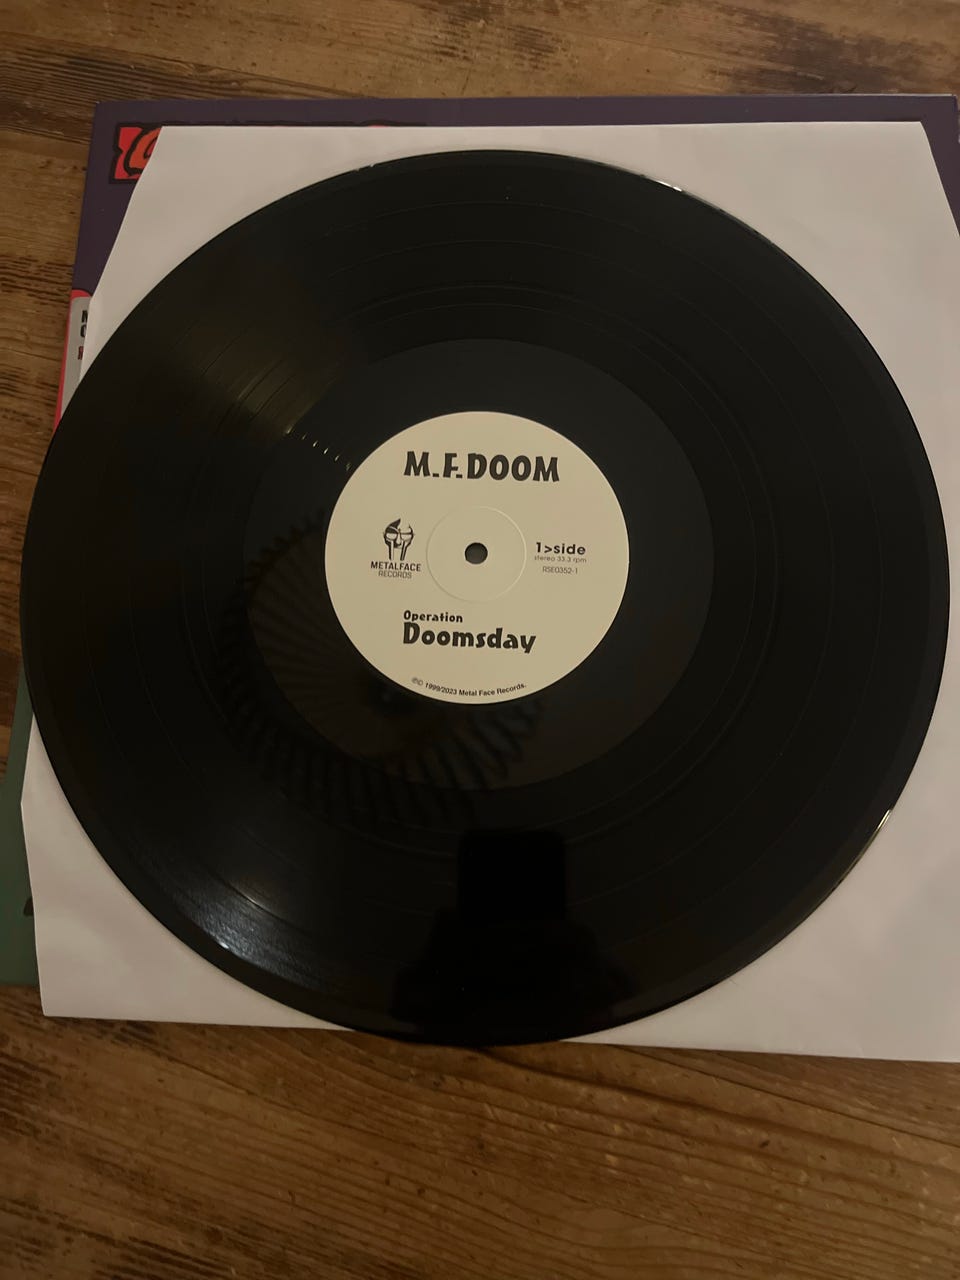 M.F.DOOM
METALFACE
RECORDS
1>side
stereo 33.3 rpm
RSE0352-1
Operation
Doomsday
℗© 1999/2023 Metal Face Records.